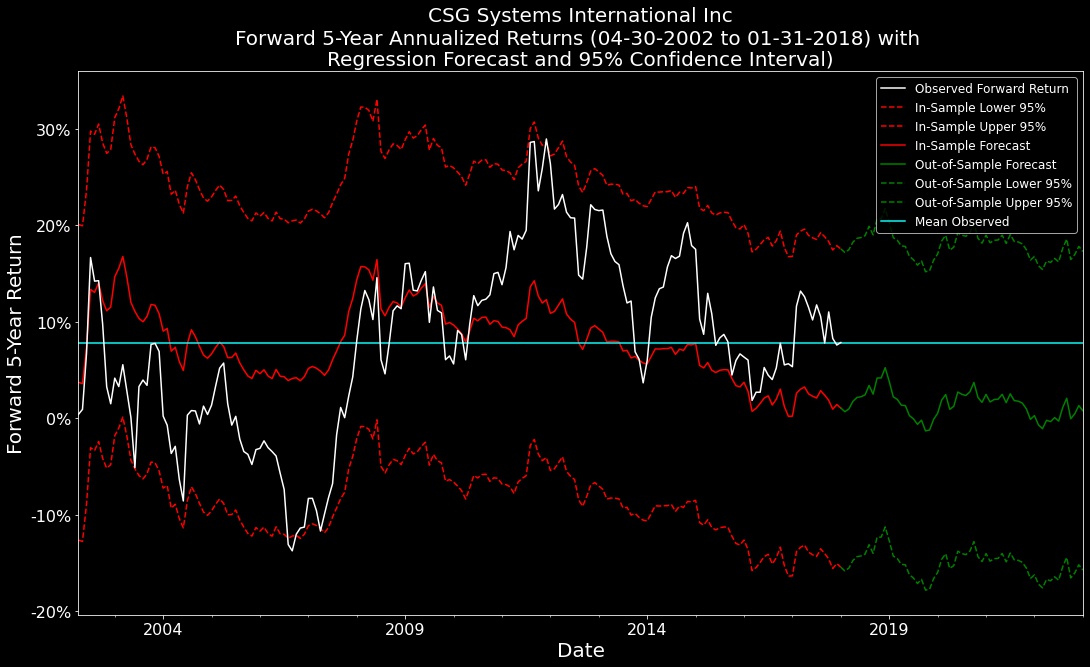 CSG Systems International Inc
Forward 5-Year Annualized Returns (04-30-2002 to 01-31-2018) with
Regression Forecast and 95% Confidence Interval)
Observed Forward Return
In-Sample Lower 95%
In-Sample Upper 95%
In-Sample Forecast
Out-of-Sample Forecast
Out-of-Sample Lower 95%
Out-of-Sample Upper 95%
Mean Observed
Forward 5-Year Return
30%
20%
10%
0%
-10%
-20%
2004
2009
2014
2019
Date